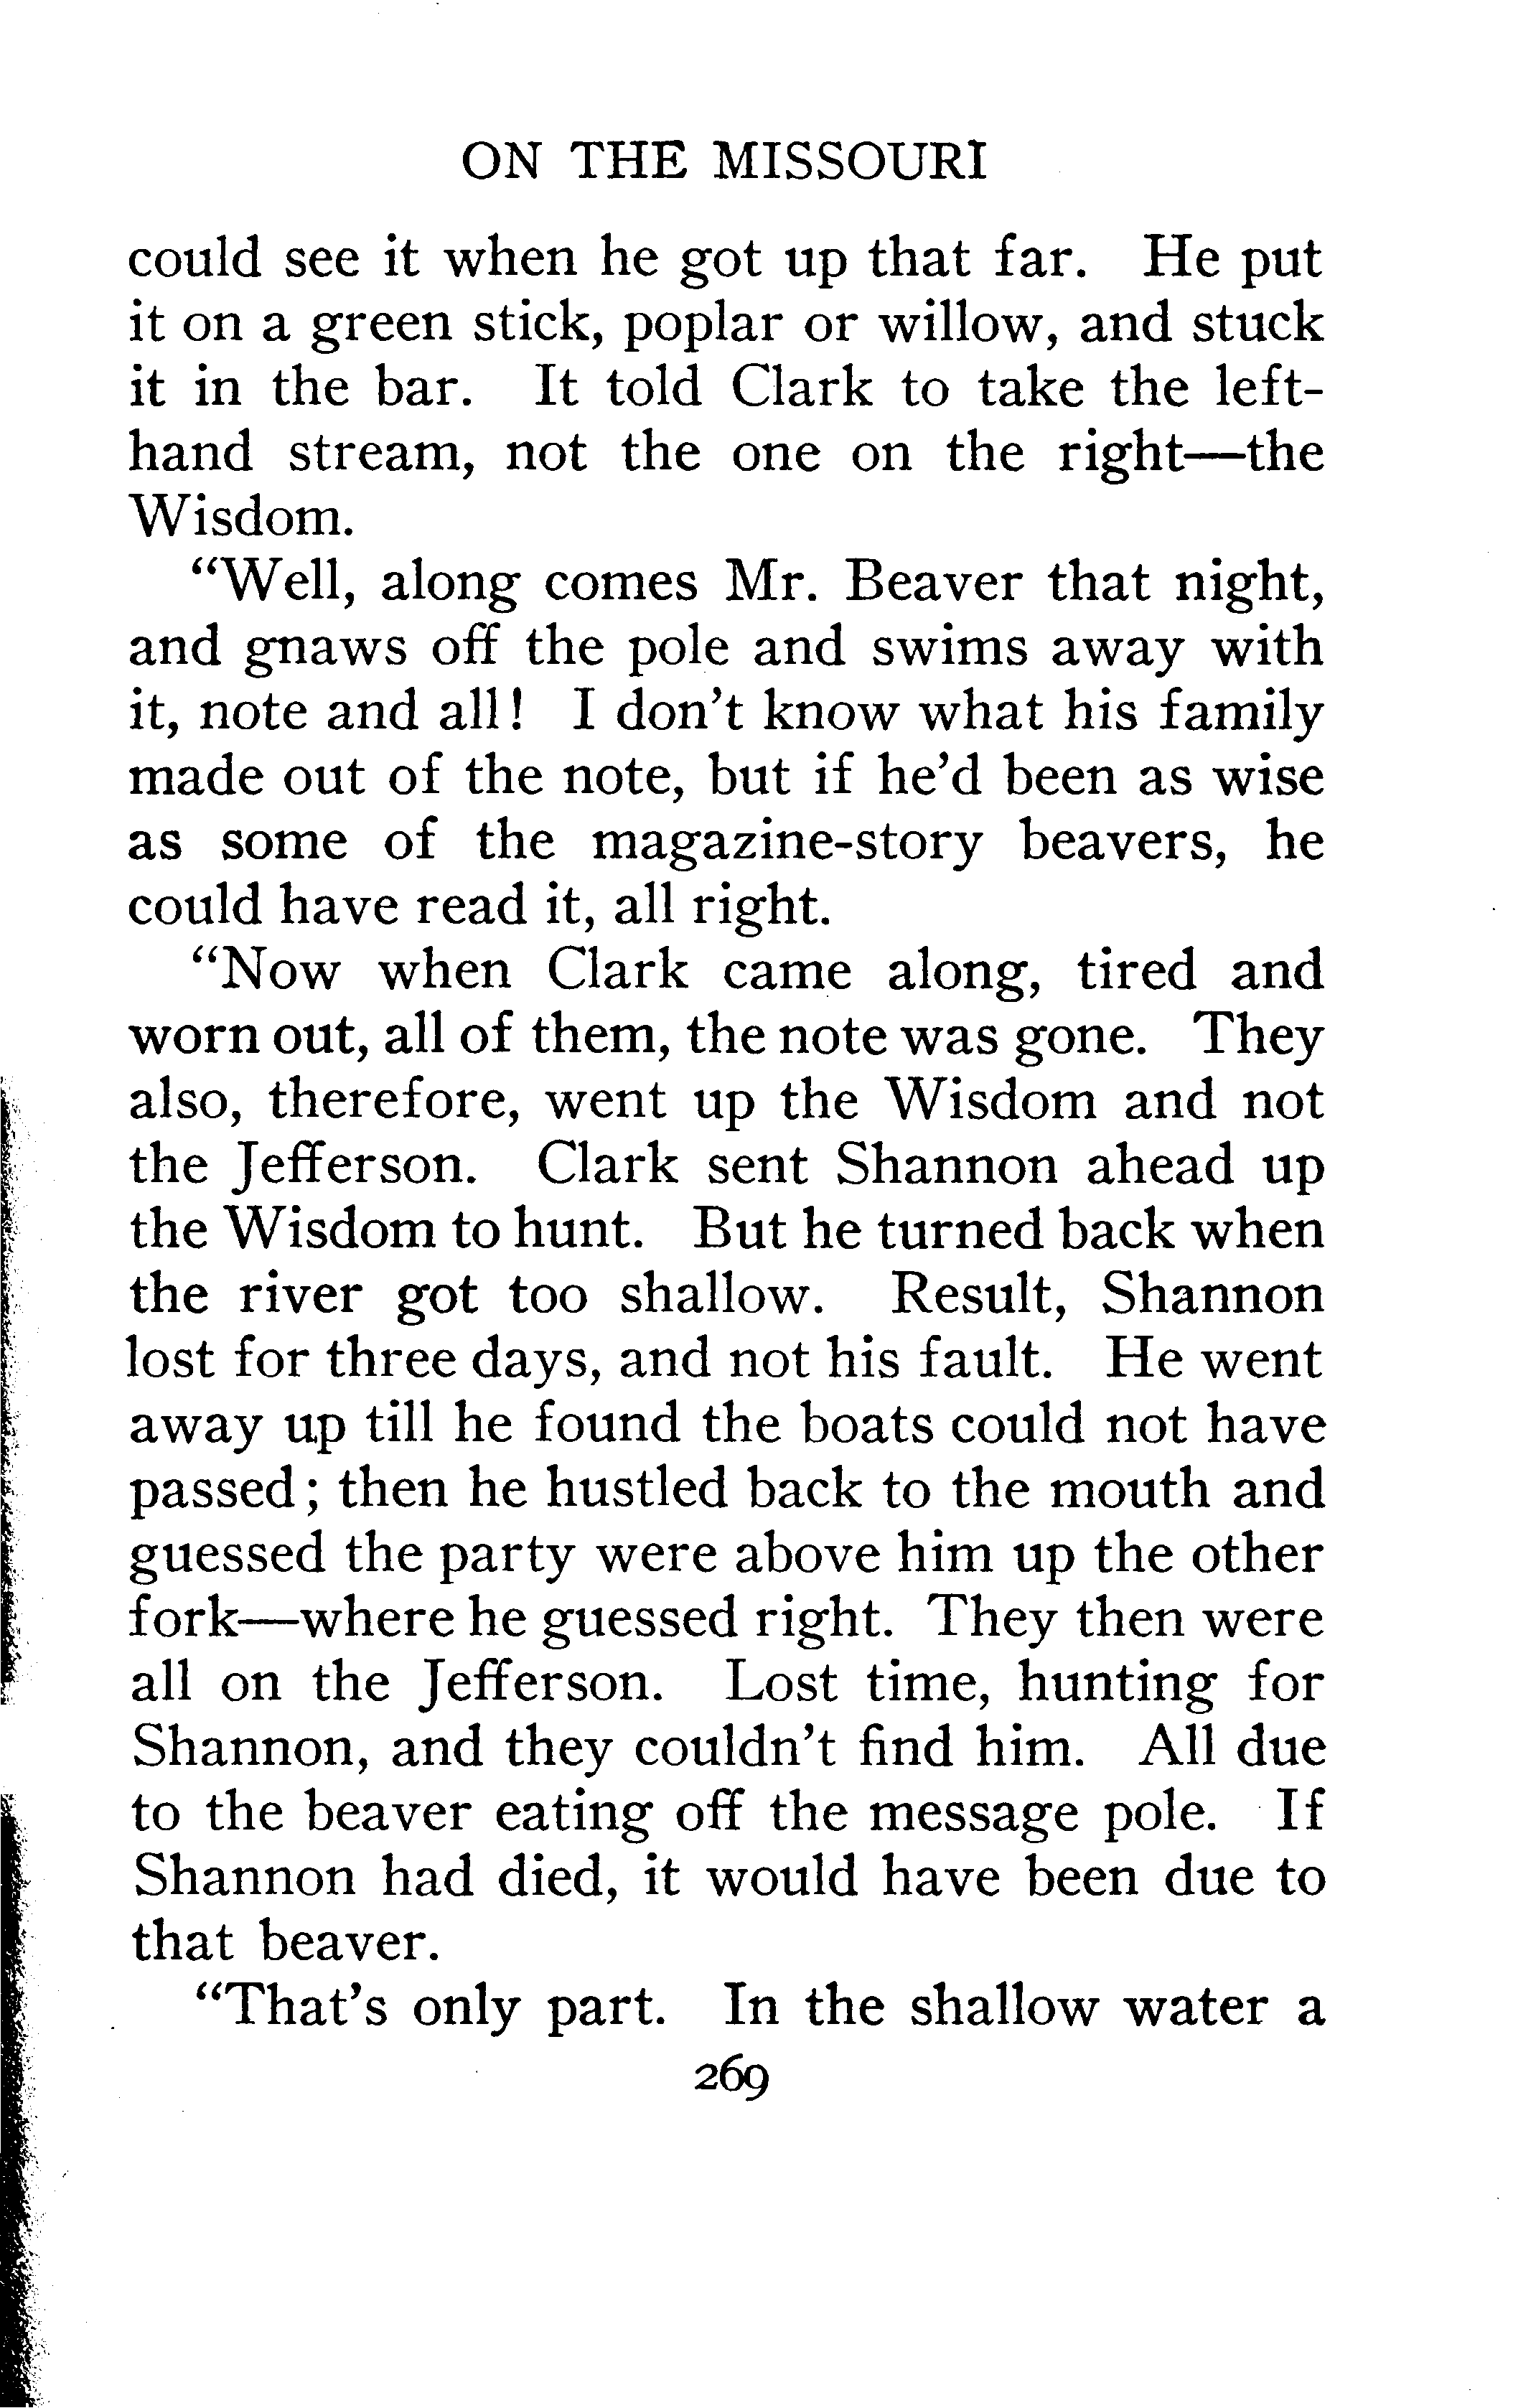 ON THE MISSOURI
could see it when he got up that far. He put
it on a green stick, poplar or willow, and stuck
it in the bar. It told Clark to take the left-
hand stream, not the one on the right—the
Wisdom.
“Well, along comes Mr. Beaver that night,
and gnaws off the pole and swims away with
it, note and all! I don’t know what his family
made out of the note, but if he’d been as wise
as some of the magazine-story beavers, he
could have read it, all right.
“Now when Clark came along, tired and
worn out, all of them, the note was gone. They
also, therefore, went up the Wisdom and not
the Jefferson. Clark sent Shannon ahead up
the Wisdom to hunt. But he turned back when
the river got too shallow. Result, Shannon
lost for three days, and not his fault. He went
away up till he found the boats could not have
passed; then he hustled back to the mouth and
guessed the party were above him up the other
fork—where he guessed right. They then were
all on the Jefferson. Lost time, hunting for
Shannon, and they couldn’t find him. All due
to the beaver eating off the message pole. If
Shannon had died, it would have been due to
that beaver.
“That’s only part. In the shallow water a
269